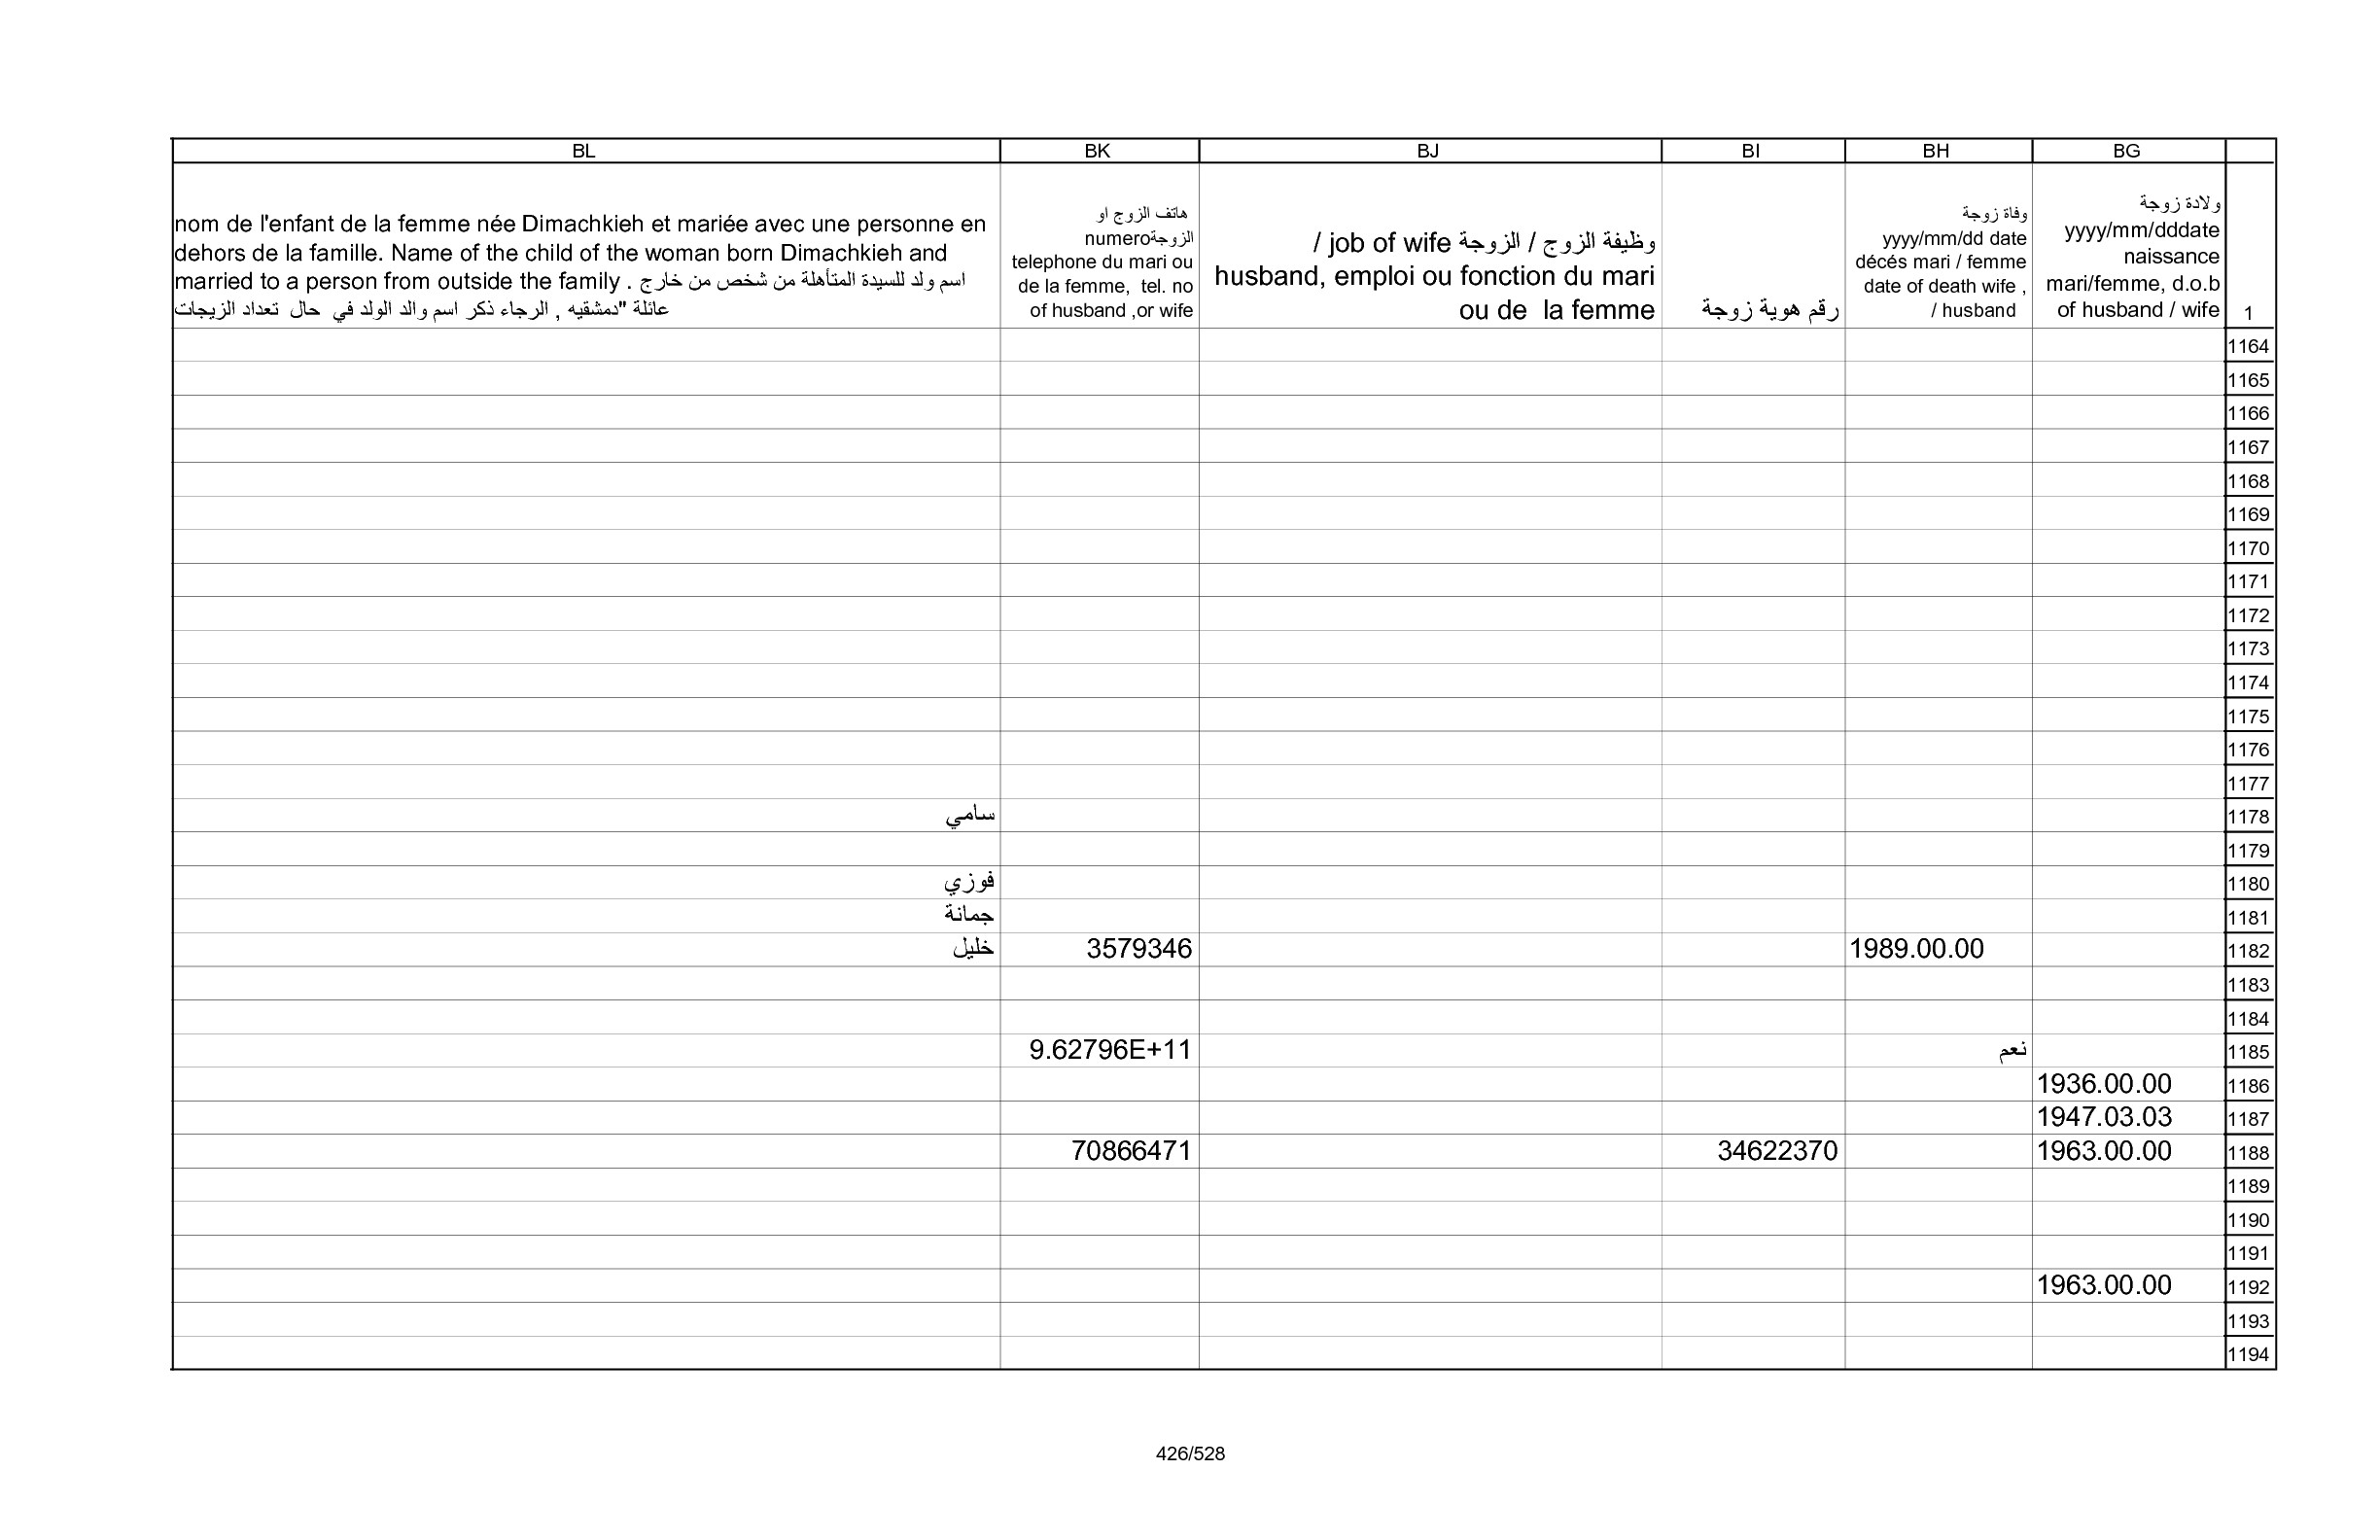 BL BK BJ BI BH BG
nom de l'enfant de la femme née Dimachkieh et mariée avec une personne en
dehors de la famille. Name of the child of the woman born Dimachkieh and
married to a person from outside the family . اسم ولد للسيدة المتأهلة من شخص من خارج
عائلة "دمشقيه , الرجاء ذكر اسم والد الولد في حال تعداد الزيجات
هاتف الزوج او
الزوجةnumero
telephone du mari ou
de la femme, tel. no
of husband ,or wife
وظيفة الزوج / الزوجة job of wife /
husband, emploi ou fonction du mari
ou de la femme
رقم هوية زوجة
وفاة زوجة
yyyy/mm/dd date
décés mari / femme
date of death wife ,
/ husband
ولادة زوجة
yyyy/mm/dddate
naissance
mari/femme, d.o.b
of husband / wife
1
1164
1165
1166
1167
1168
1169
1170
1171
1172
1173
1174
1175
1176
1177
سامي 1178
1179
فوزي 1180
جمانة 1181
خليل 3579346 1989.00.00 1182
1183
1184
9.62796E+11 نعم 1185
1936.00.00 1186
1947.03.03 1187
70866471 34622370 1963.00.00 1188
1189
1190
1191
1963.00.00 1192
1193
1194
426/528